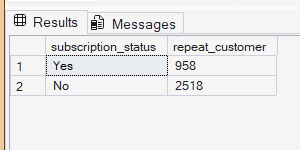 Results Messages
subscription_status repeat_customer
1 Yes 958
2 No 2518